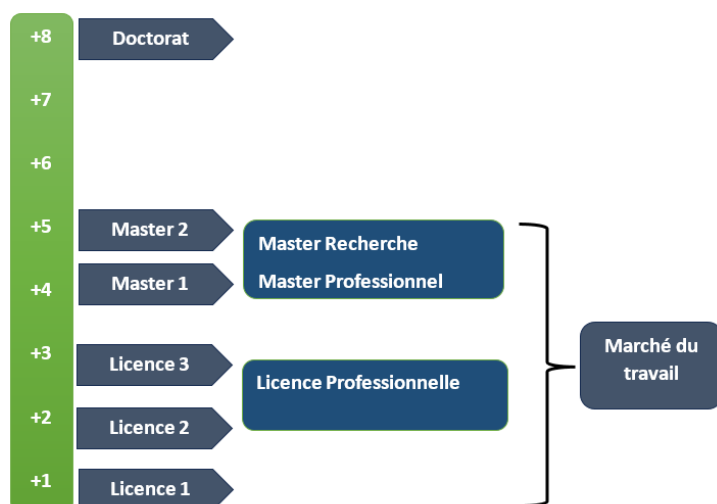 +8
Doctorat
+7
+6
+5
Master 2
Master Recherche
+4
Master 1
Master Professionnel
+3
Licence 3
Licence Professionnelle
Marché du
travail
+2
Licence 2
+1
Licence 1